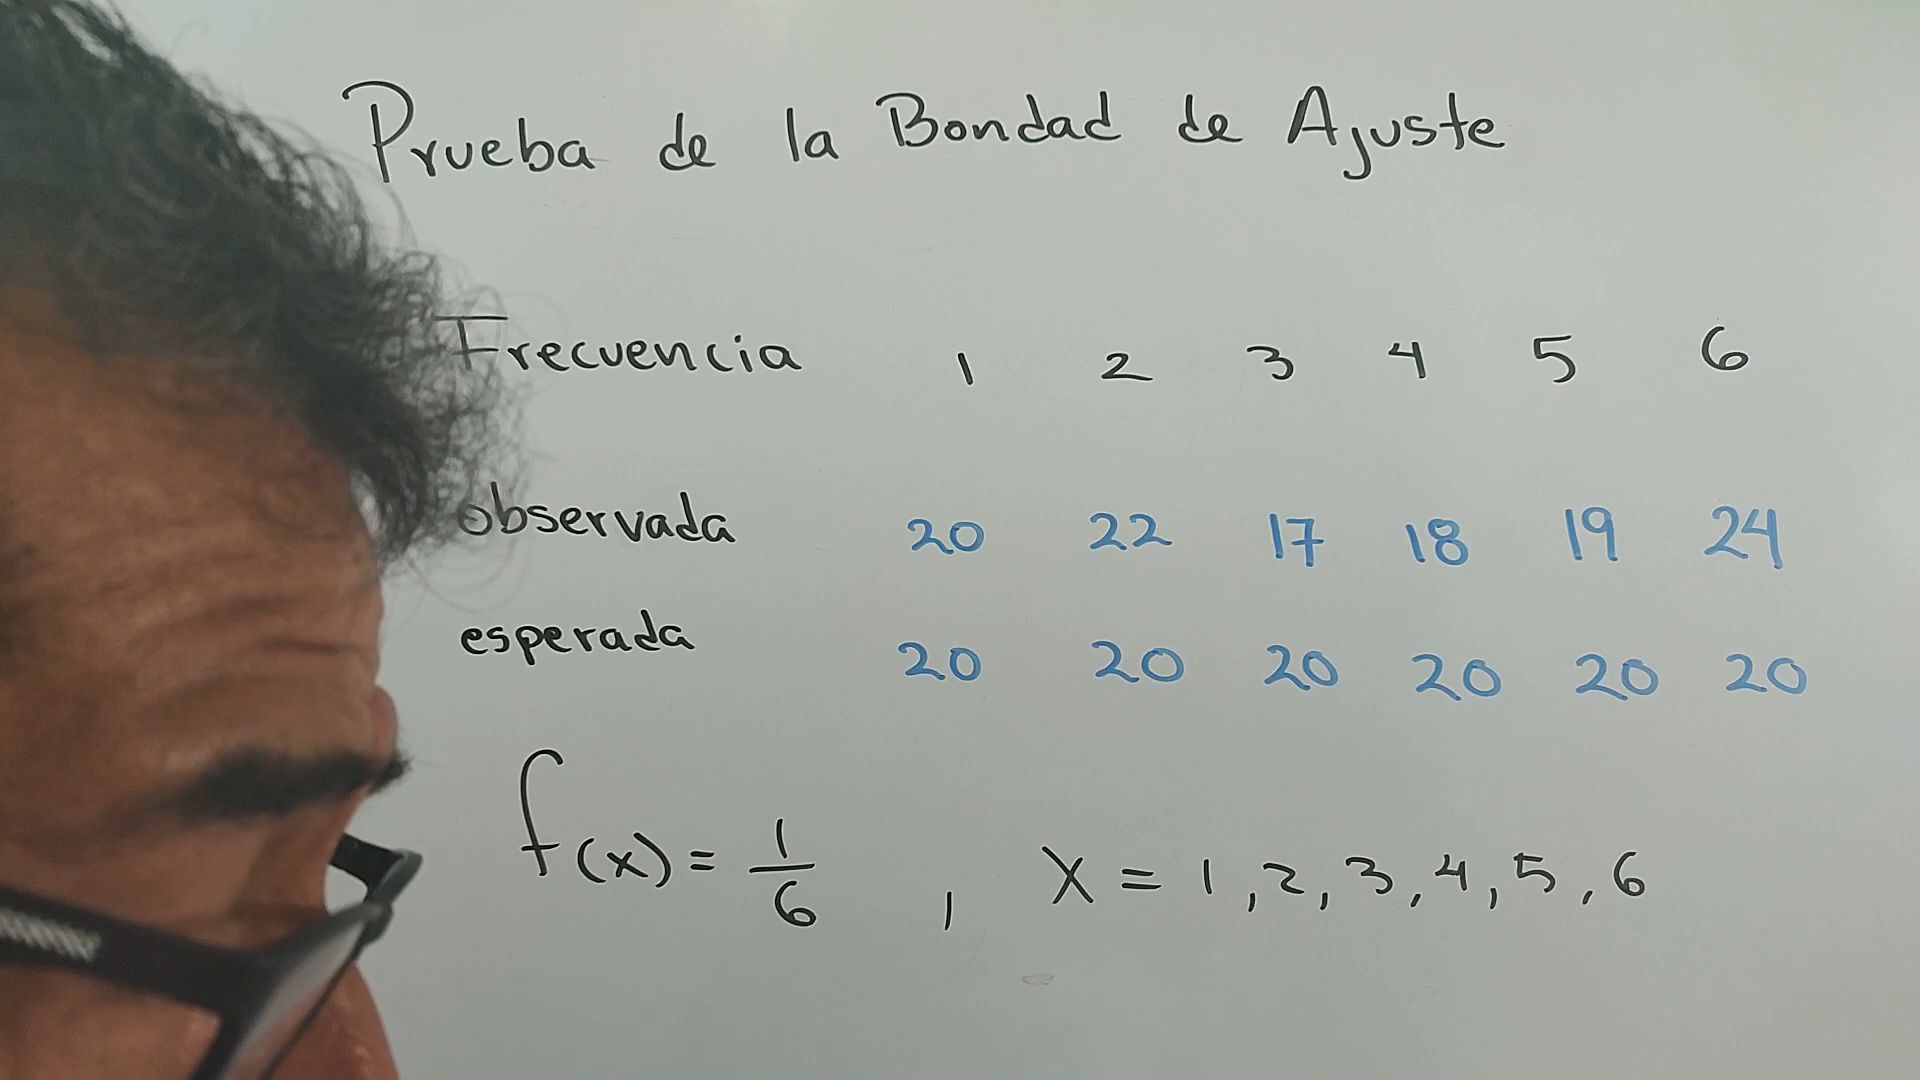 Prueba de la Bondad de Ajuste
Frecuencia 1 2 3 4 5 6
observada 20 22 17 18 19 24
esperada 20 20 20 20 20 20
f(x) = 1/6 , X = 1, 2, 3, 4, 5, 6